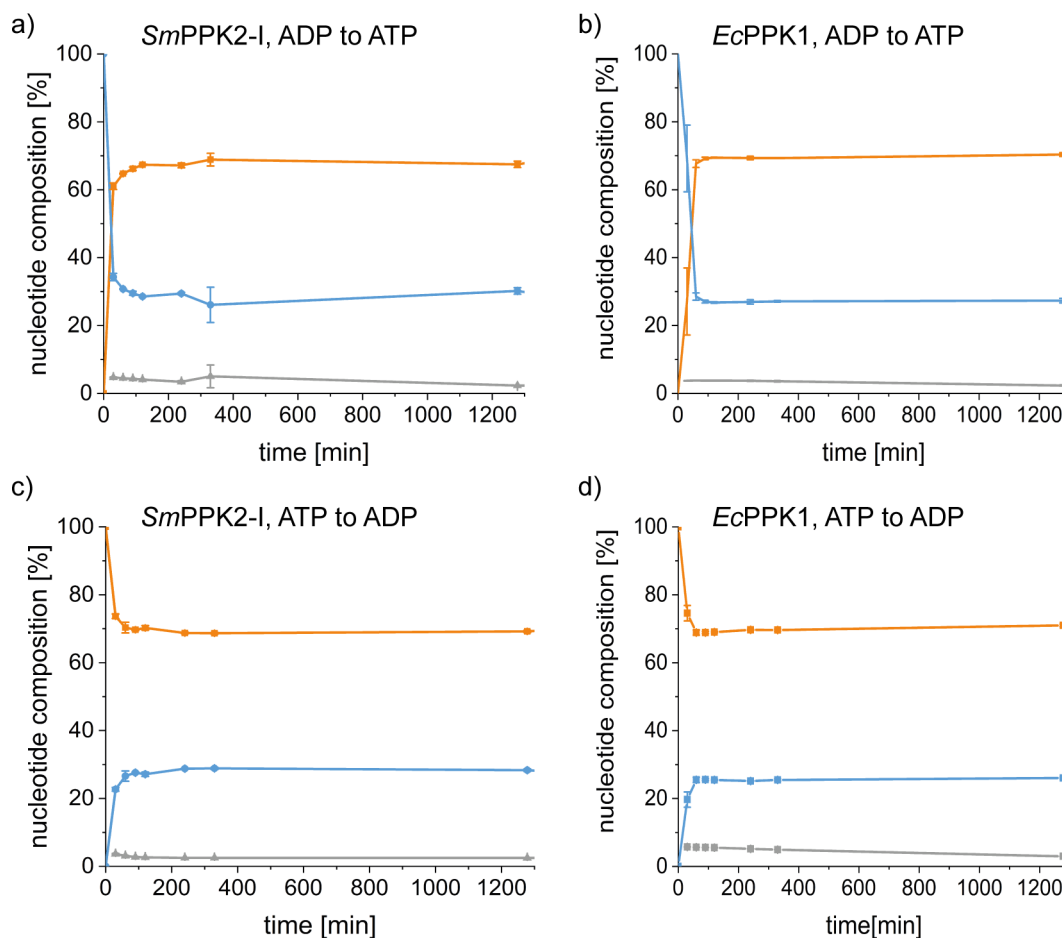 a)
SmPPK2-I, ADP to ATP
nucleotide composition [%]
100
80
60
40
20
0
0 200 400 600 800 1000 1200
time [min]
b)
EcPPK1, ADP to ATP
nucleotide composition [%]
100
80
60
40
20
0
0 200 400 600 800 1000 1200
time [min]
c)
SmPPK2-I, ATP to ADP
nucleotide composition [%]
100
80
60
40
20
0
0 200 400 600 800 1000 1200
time [min]
d)
EcPPK1, ATP to ADP
nucleotide composition [%]
100
80
60
40
20
0
0 200 400 600 800 1000 1200
time[min]